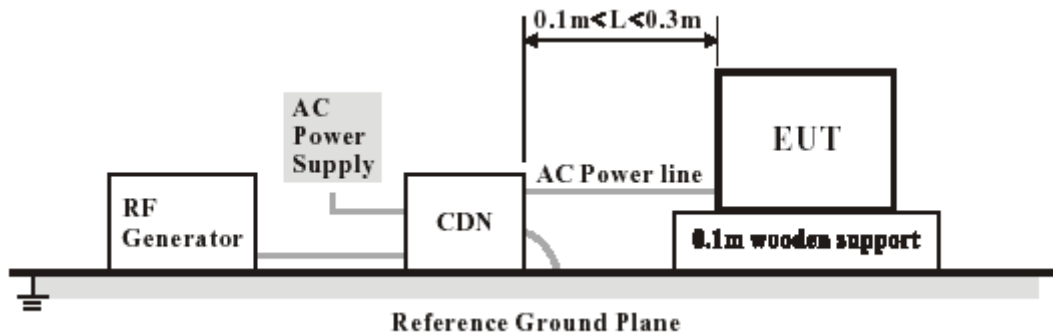 0.1m<L<0.3m
AC
Power
Supply
EUT
AC Power line
RF
Generator
CDN
0.1m wooden support
Reference Ground Plane